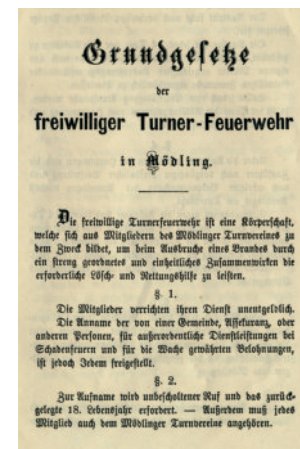 Grundgesetze
der
freiwilliger Turner-Feuerwehr
in Mödling.
Die freiwillige Turnerfeuerwehr ist eine Körperschaft,
welche sich aus Mitgliedern des Mödlinger Turnvereines zu
dem Zweck bildet, um beim Ausbruche eines Brandes durch
ein streng geordnetes und einheitliches Zusammenwirken die
erforderliche Lösch- und Rettungshilfe zu leisten.
§. 1.
Die Mitglieder verrichten ihren Dienst unentgeldlich.
Die Anname der von einer Gemeinde, Assekuranz, oder
anderen Personen, für außerordentliche Dienstleistungen bei
Schadenfeuern und für die Wache gewährten Belohnungen,
ist jedoch Jedem freigestellt.
§. 2.
Zur Aufname wird unbescholtener Ruf und das zurück-
gelegte 18. Lebensjahr erfordert. — Außerdem muß jedes
Mitglied auch dem Mödlinger Turnvereine angehören.